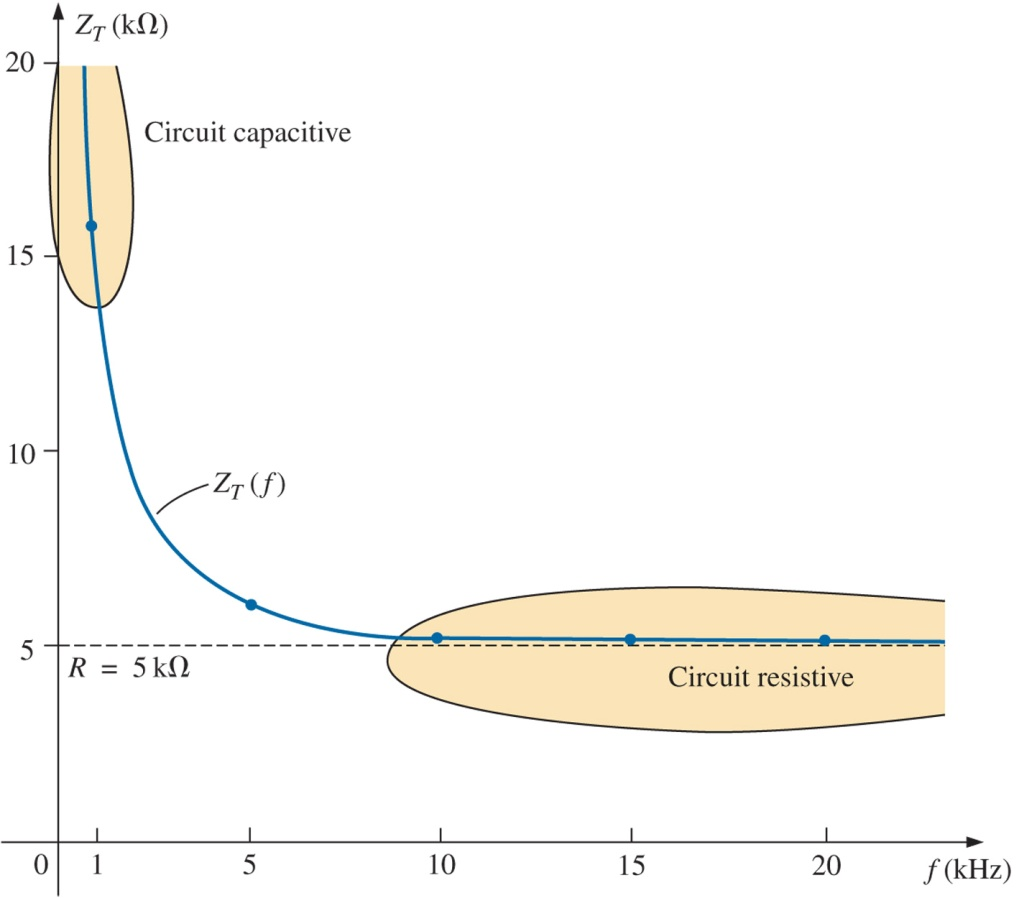 Z_T (kΩ)
20
Circuit capacitive
15
10
Z_T (f)
5
R = 5 kΩ
Circuit resistive
0 1 5 10 15 20 f (kHz)